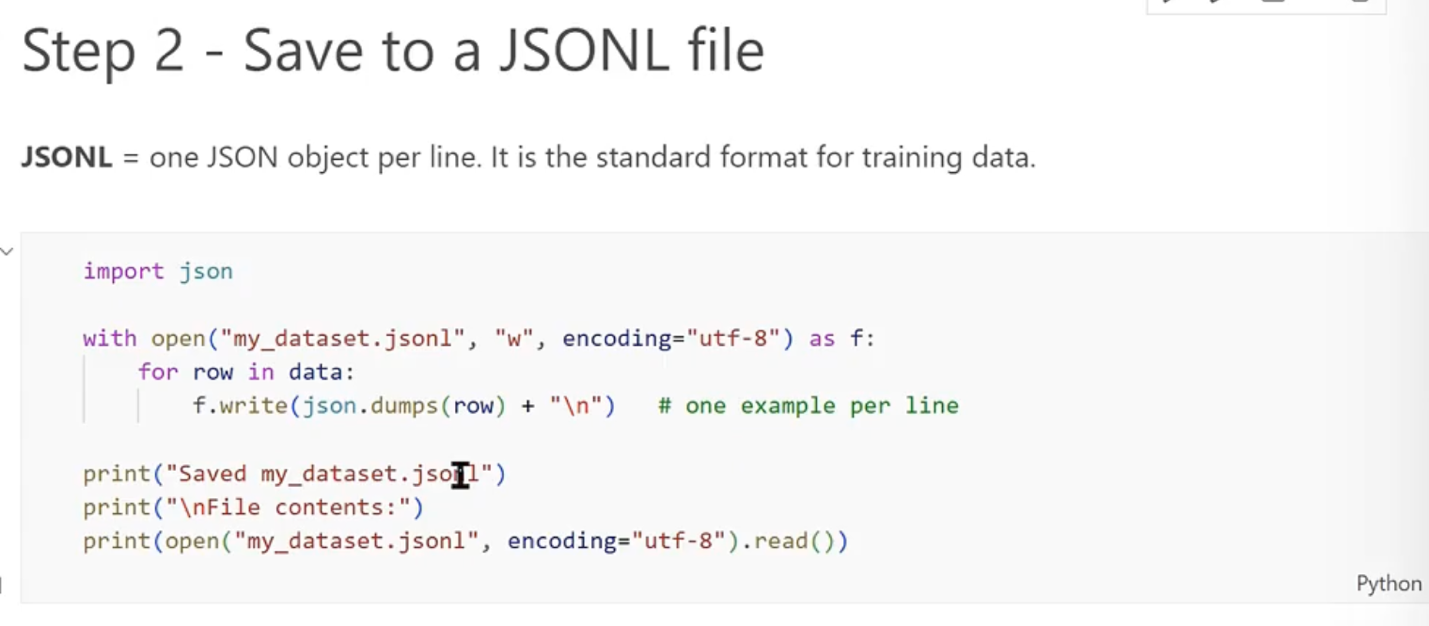 Step 2 - Save to a JSONL file
JSONL = one JSON object per line. It is the standard format for training data.
import json
with open("my_dataset.jsonl", "w", encoding="utf-8") as f:
    for row in data:
        f.write(json.dumps(row) + "\n")   # one example per line
print("Saved my_dataset.jsonl")
print("\nFile contents:")
print(open("my_dataset.jsonl", encoding="utf-8").read())
Python